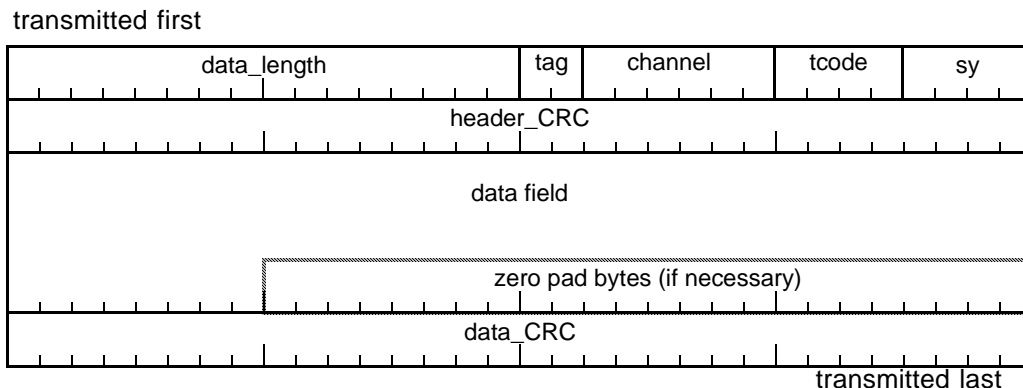 transmitted first
data_length tag channel tcode sy
header_CRC
data field
zero pad bytes (if necessary)
data_CRC
transmitted last